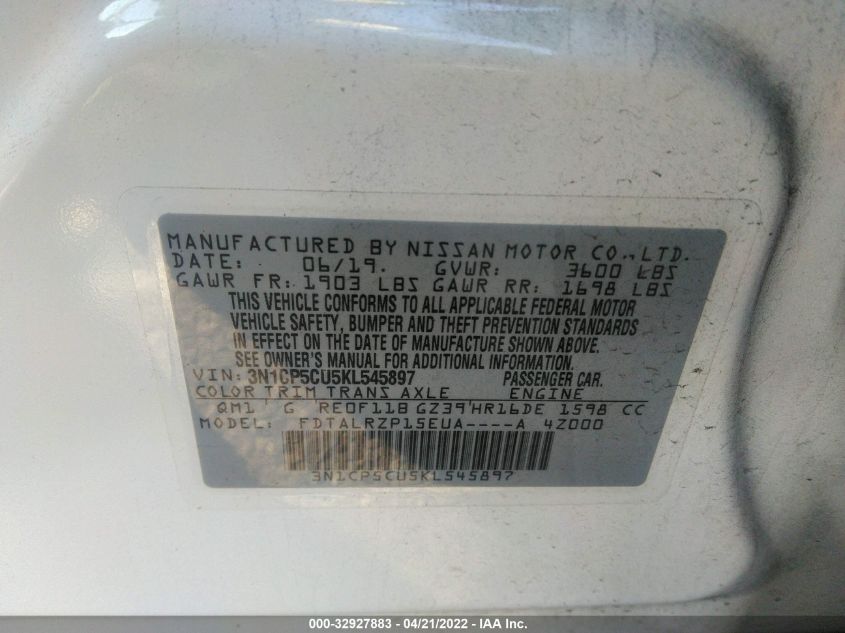 MANUFACTURED BY NISSAN MOTOR CO., LTD.
DATE: 06/19. GVWR: 3600 LBS
GAWR FR: 1903 LBS GAWR RR: 1698 LBS
THIS VEHICLE CONFORMS TO ALL APPLICABLE FEDERAL MOTOR
VEHICLE SAFETY, BUMPER AND THEFT PREVENTION STANDARDS
IN EFFECT ON THE DATE OF MANUFACTURE SHOWN ABOVE.
SEE OWNER'S MANUAL FOR ADDITIONAL INFORMATION.
VIN: 3N1CP5CU5KL545897 PASSENGER CAR.
COLOR TRIM TRANS AXLE ENGINE
QM1 G RE0F11B GZ39 HR16DE 1598 CC
MODEL: FDTALRZP15EUA----A 4Z000
3N1CP5CU5KL545897
000-32927883 - 04/21/2022 - IAA Inc.